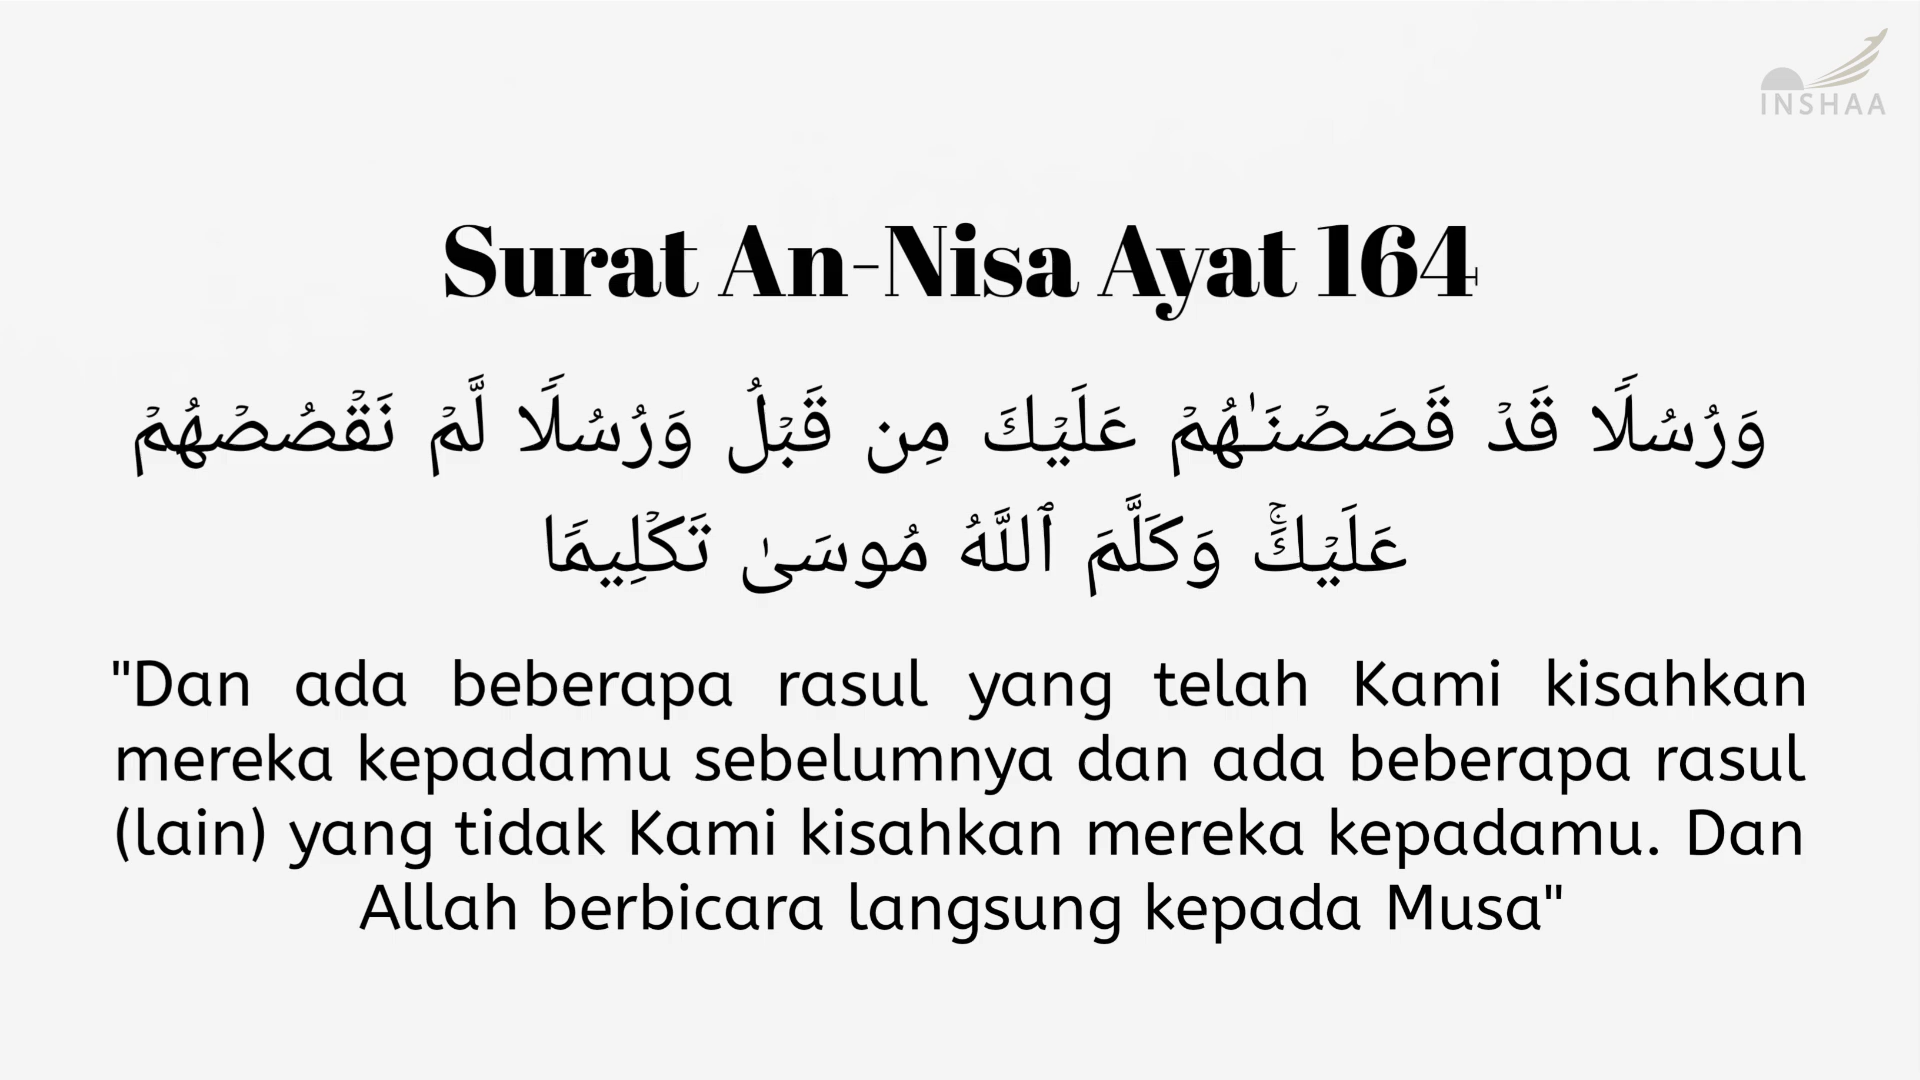 INSHAA
Surat An-Nisa Ayat 164
وَرُسُلًا قَدْ قَصَصْنَـٰهُمْ عَلَيْكَ مِن قَبْلُ وَرُسُلًا لَّمْ نَقْصُصْهُمْ
عَلَيْكَ ۚ وَكَلَّمَ ٱللَّهُ مُوسَىٰ تَكْلِيمًا
"Dan ada beberapa rasul yang telah Kami kisahkan
mereka kepadamu sebelumnya dan ada beberapa rasul
(lain) yang tidak Kami kisahkan mereka kepadamu. Dan
Allah berbicara langsung kepada Musa"